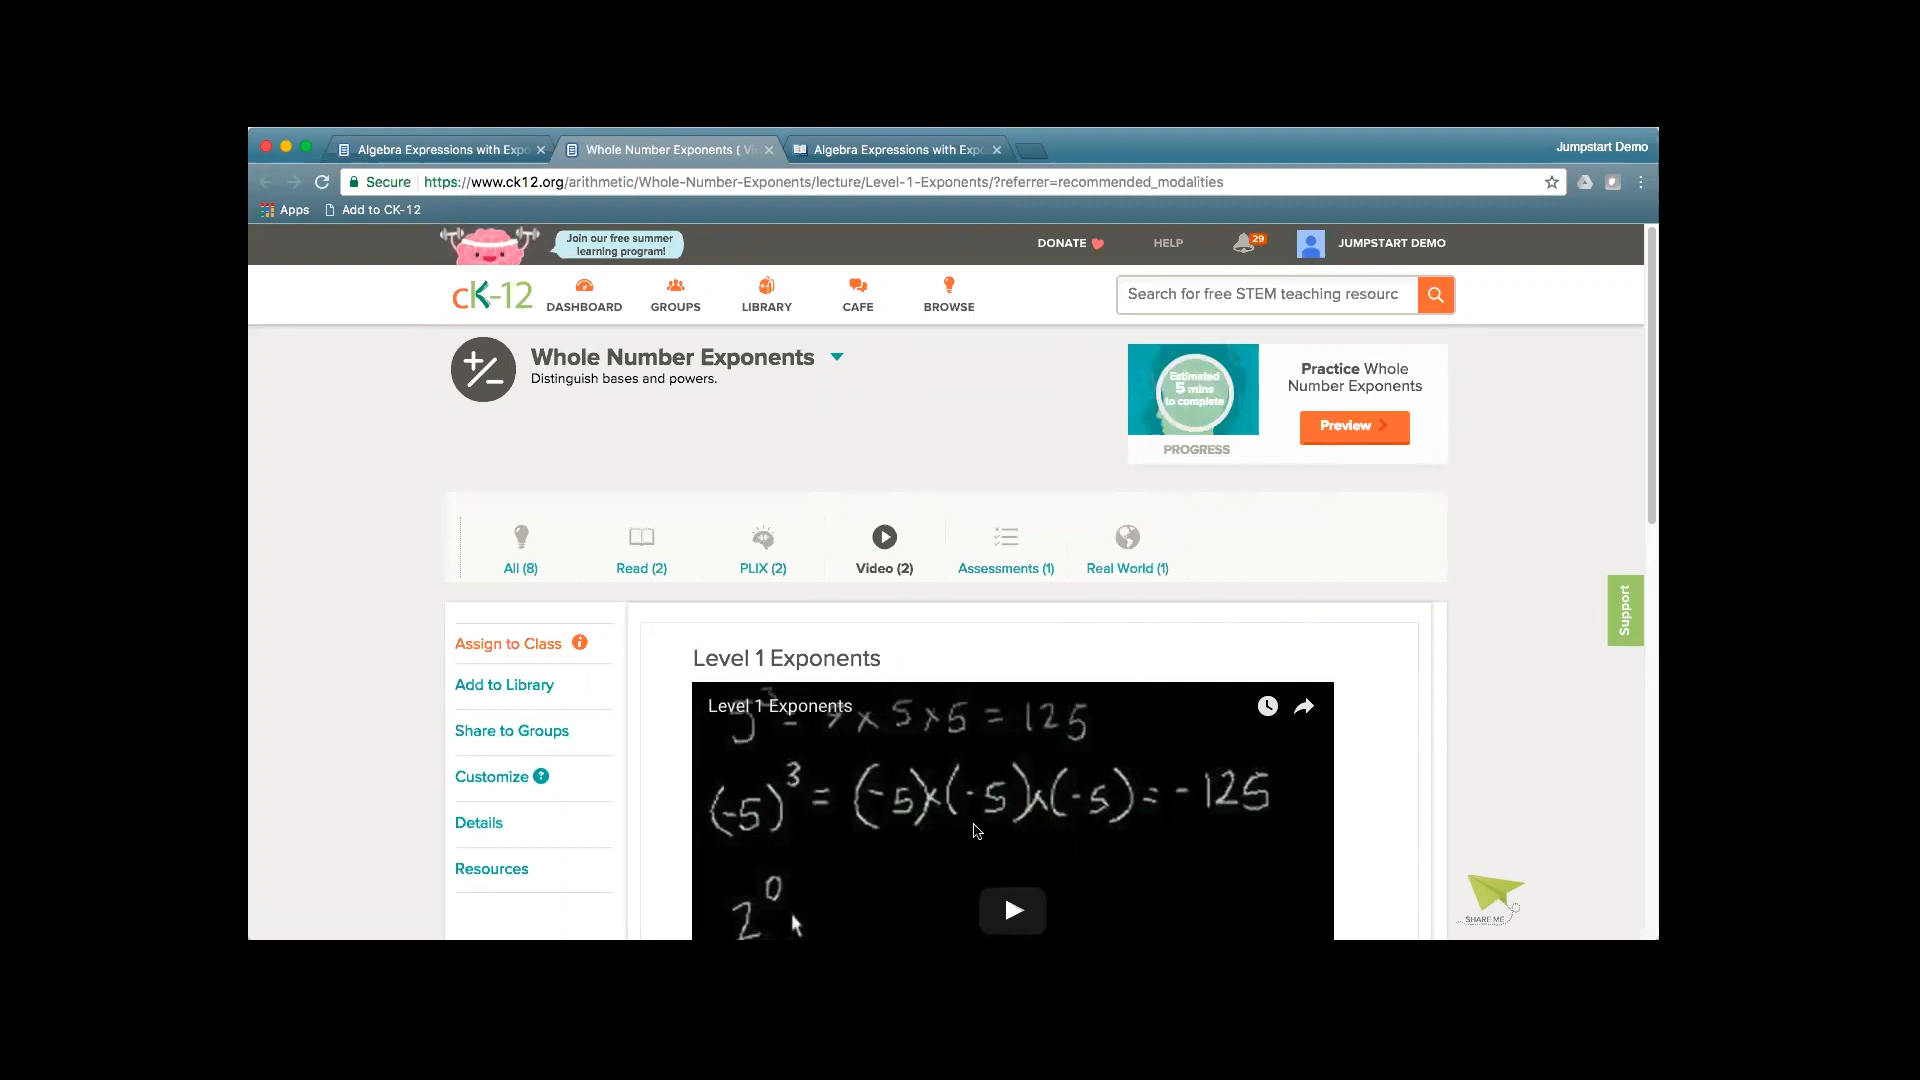 Algebra Expressions with Expo
Whole Number Exponents ( Vi
Algebra Expressions with Expo
Jumpstart Demo
Secure https://www.ck12.org/arithmetic/Whole-Number-Exponents/lecture/Level-1-Exponents/?referrer=recommended_modalities
Apps Add to CK-12
Join our free summer
learning program!
DONATE HELP 29 JUMPSTART DEMO
cK-12 DASHBOARD GROUPS LIBRARY CAFE BROWSE
Search for free STEM teaching resourc
Whole Number Exponents
Distinguish bases and powers.
Estimated
5 mins
to complete
PROGRESS
Practice Whole
Number Exponents
Preview
All (8) Read (2) PLIX (2) Video (2) Assessments (1) Real World (1)
Support
Assign to Class
Add to Library
Share to Groups
Customize ?
Details
Resources
Level 1 Exponents
Level 1 Exponents
x 5 x 5 = 125
(-5)³ = (-5)x(-5)x(-5) = - 125
2⁰
SHARE ME